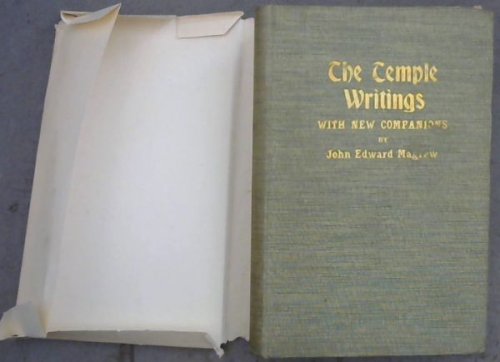 The Temple
Writings
WITH NEW COMPANIONS
BY
John Edward